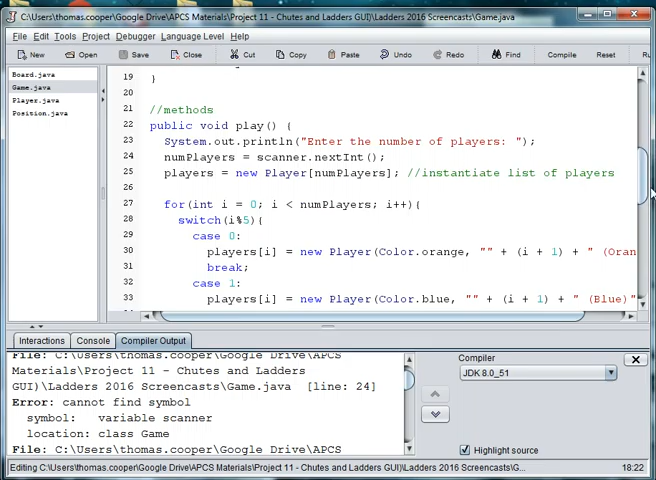 C:\Users\thomas.cooper\Google Drive\APCS Materials\Project 11 - Chutes and Ladders GUI\Ladders 2016 Screencasts\Game.java
File Edit Tools Project Debugger Language Level Help
New Open Save Close Cut Copy Paste Undo Redo Find Compile Reset
Board.java
Game.java
Player.java
Position.java
19 }
20
21 //methods
22 public void play() {
23 System.out.println("Enter the number of players: ");
24 numPlayers = scanner.nextInt();
25 players = new Player[numPlayers]; //instantiate list of players
26
27 for(int i = 0; i < numPlayers; i++){
28 switch(i%5){
29 case 0:
30 players[i] = new Player(Color.orange, "" + (i + 1) + " (Oran
31 break;
32 case 1:
33 players[i] = new Player(Color.blue, "" + (i + 1) + " (Blue)"
Interactions Console Compiler Output
File: C:\Users\thomas.cooper\Google Drive\APCS
Materials\Project 11 - Chutes and Ladders
GUI)\Ladders 2016 Screencasts\Game.java [line: 24]
Error: cannot find symbol
symbol: variable scanner
location: class Game
File: C:\Users\thomas.cooper\Google Drive\APCS
Compiler
JDK 8.0_51
Highlight source
Editing C:\Users\thomas.cooper\Google Drive\APCS Materials\Project 11 - Chutes and Ladders GUI)\Ladders 2016 Screencasts\G...
18:22